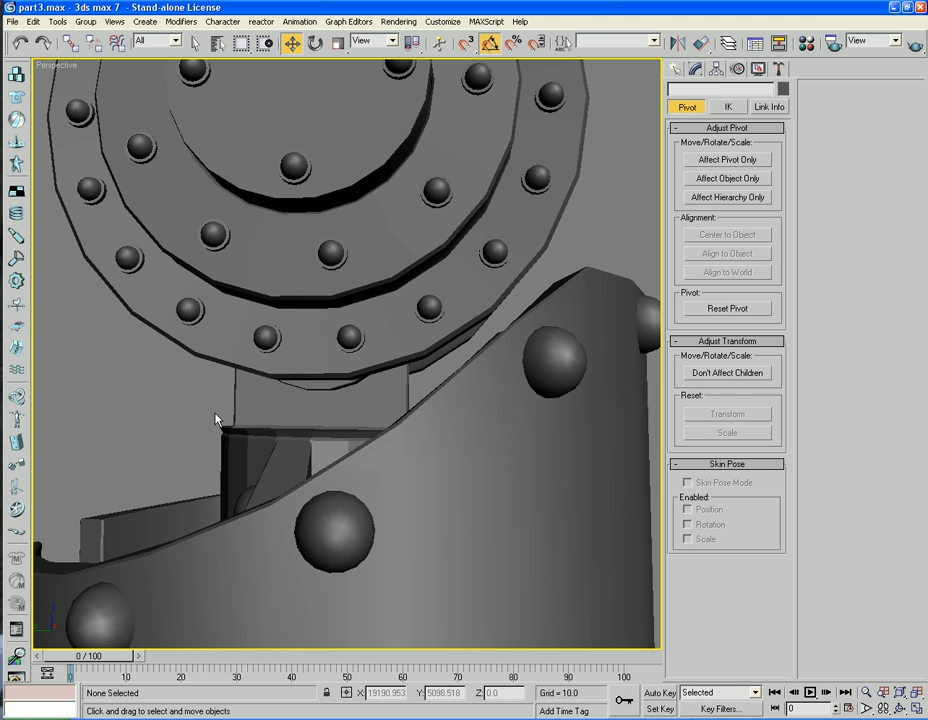 part3.max - 3ds max 7 - Stand-alone License
File Edit Tools Group Views Create Modifiers Character reactor Animation Graph Editors Rendering Customize MAXScript Help
All
View
View
Perspective
Pivot IK Link Info
- Adjust Pivot
Move/Rotate/Scale:
Affect Pivot Only
Affect Object Only
Affect Hierarchy Only
Alignment:
Center to Object
Align to Object
Align to World
Pivot:
Reset Pivot
- Adjust Transform
Move/Rotate/Scale:
Don't Affect Children
Reset:
Transform
Scale
- Skin Pose
Skin Pose Mode
Enabled:
Position
Rotation
Scale
< 0 / 100 >
0 10 20 30 40 50 60 70 80 90 100
None Selected X: 19190.953 Y: 5098.518 Z: 0.0 Grid = 10.0 Auto Key Selected
Click and drag to select and move objects Add Time Tag Set Key Key Filters... 0